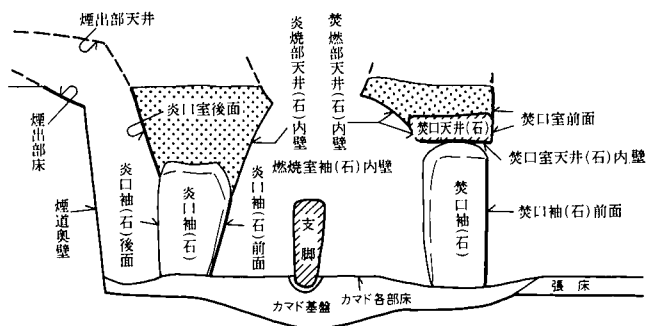 煙出部天井
煙出部床
煙道奥壁
炎口袖(石)後面
炎口室後面
炎口袖(石)
炎口袖(石)前面
炎焼部天井(石)内壁
焚燃部天井(石)内壁
燃焼室袖(石)内壁
支脚
焚口天井(石)
焚口袖(石)
焚口室前面
焚口室天井(石)内壁
焚口袖(石)前面
カマド基盤
カマド各部床
張床